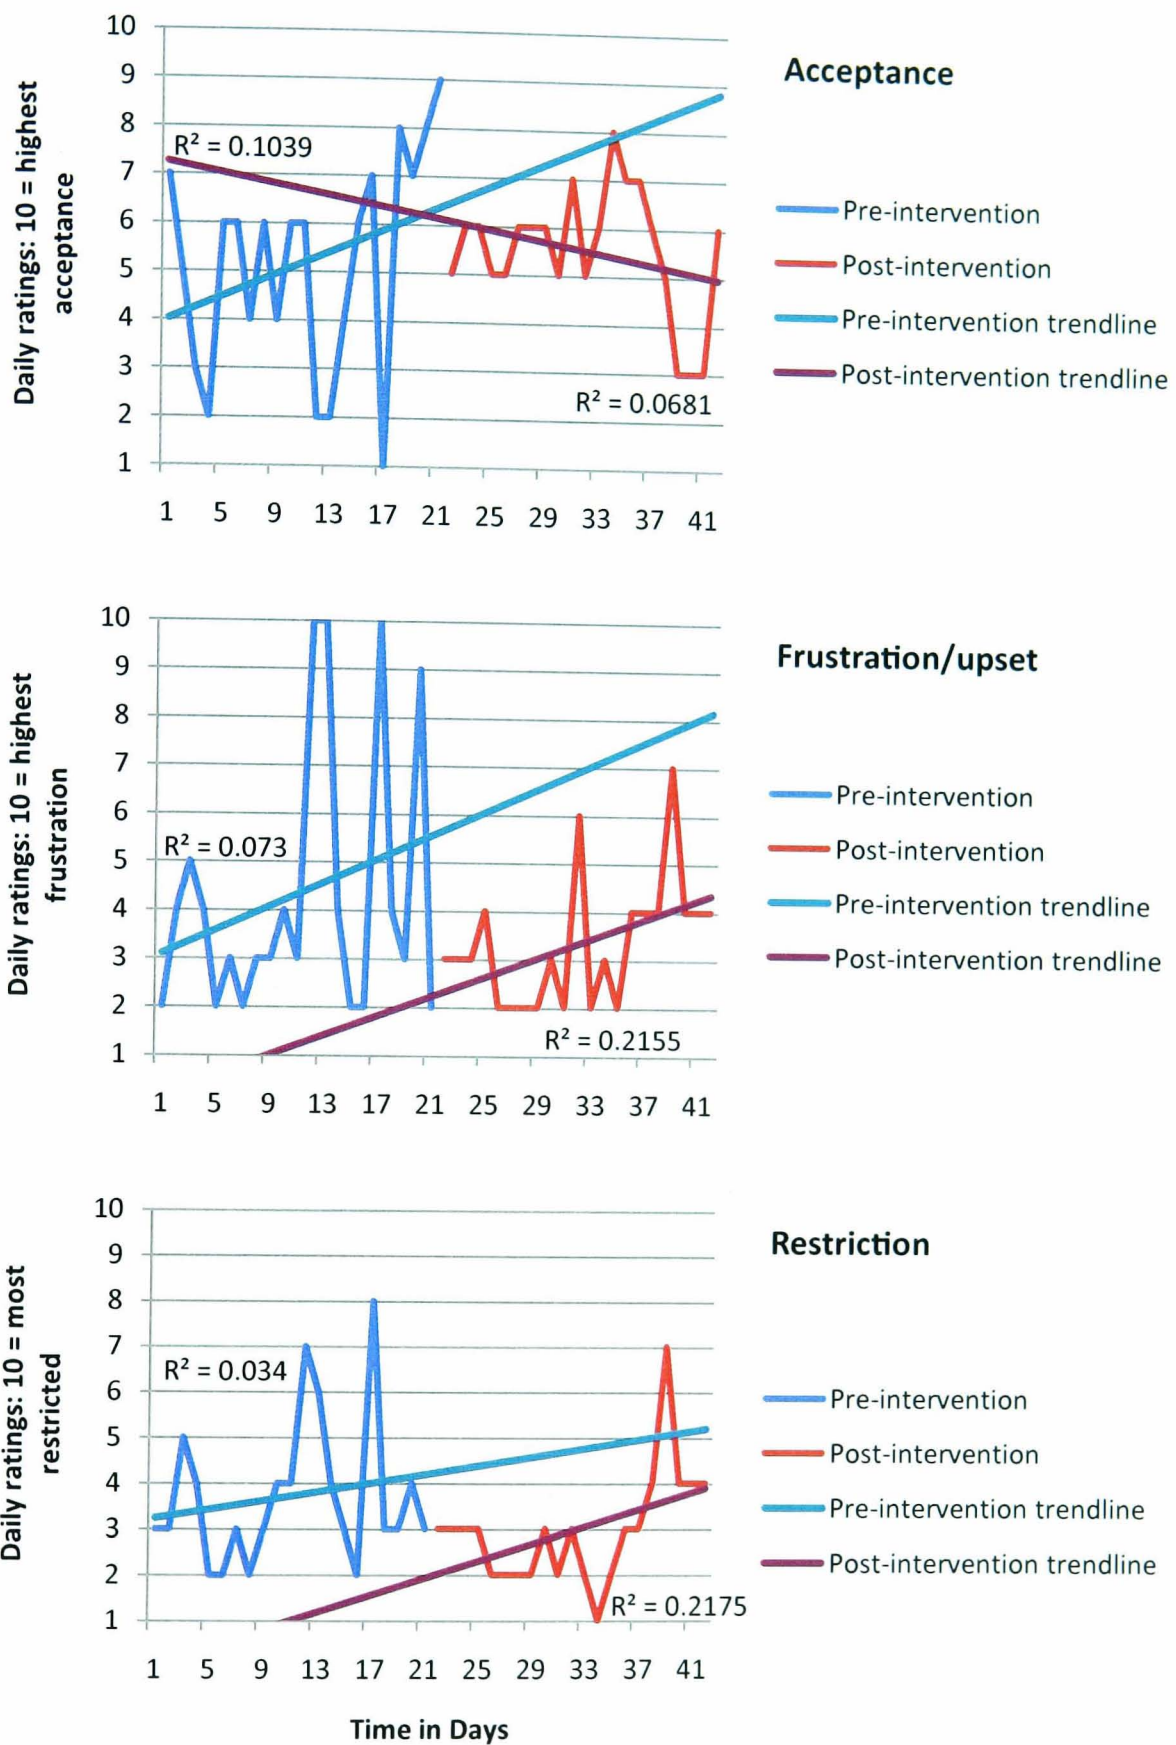 Acceptance
Daily ratings: 10 = highest
acceptance
10
9
8
7
6
5
4
3
2
1
R² = 0.1039
R² = 0.0681
1 5 9 13 17 21 25 29 33 37 41
Pre-intervention
Post-intervention
Pre-intervention trendline
Post-intervention trendline
Frustration/upset
Daily ratings: 10 = highest
frustration
10
9
8
7
6
5
4
3
2
1
R² = 0.073
R² = 0.2155
1 5 9 13 17 21 25 29 33 37 41
Pre-intervention
Post-intervention
Pre-intervention trendline
Post-intervention trendline
Restriction
Daily ratings: 10 = most
restricted
10
9
8
7
6
5
4
3
2
1
R² = 0.034
R² = 0.2175
1 5 9 13 17 21 25 29 33 37 41
Pre-intervention
Post-intervention
Pre-intervention trendline
Post-intervention trendline
Time in Days